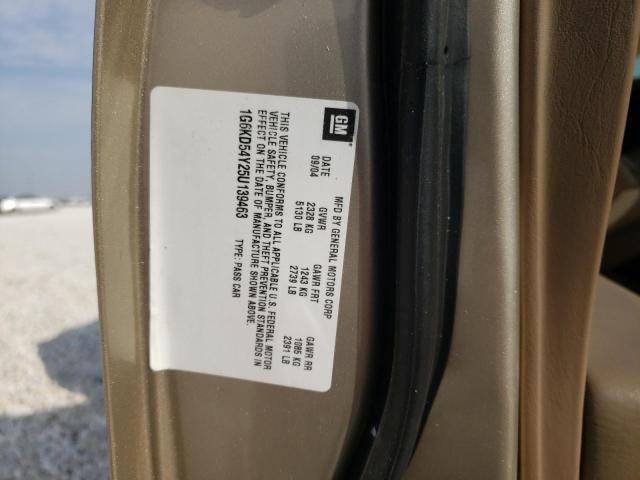 GM
MFD BY GENERAL MOTORS CORP
DATE GVWR GAWR FRT GAWR RR
09/04 2328 KG 1243 KG 1085 KG
5130 LB 2739 LB 2391 LB
THIS VEHICLE CONFORMS TO ALL APPLICABLE U.S. FEDERAL MOTOR
VEHICLE SAFETY, BUMPER, AND THEFT PREVENTION STANDARDS IN
EFFECT ON THE DATE OF MANUFACTURE SHOWN ABOVE.
1G6KD54Y25U139463 TYPE: PASS CAR